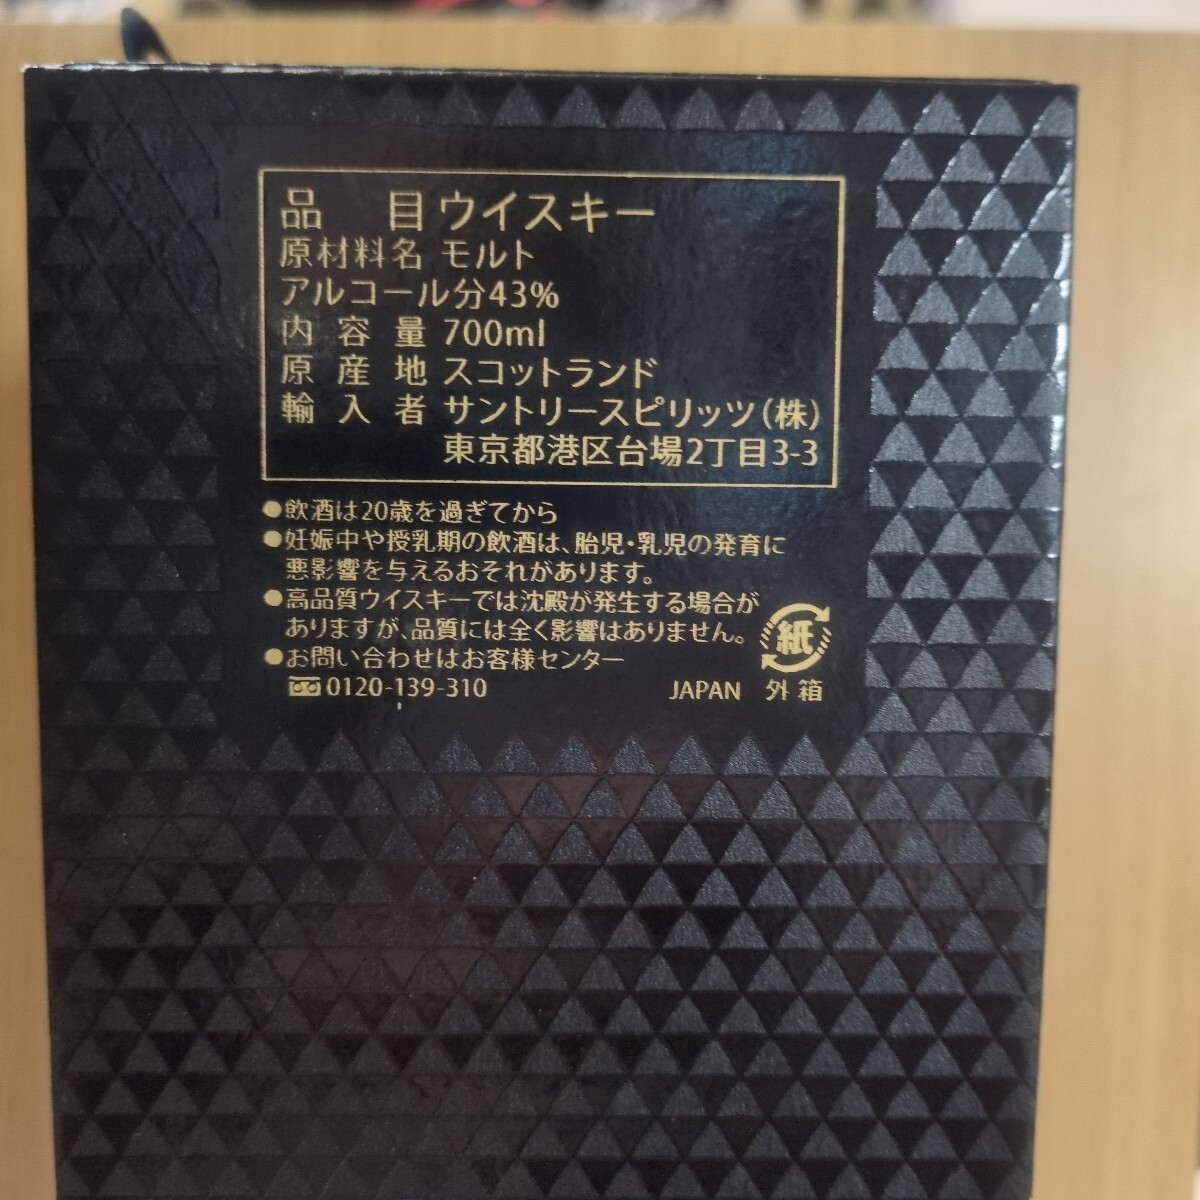 品 目 ウイスキー
原材料名 モルト
アルコール分43%
内容量 700ml
原産地 スコットランド
輸入者 サントリースピリッツ(株)
東京都港区台場2丁目3-3
●飲酒は20歳を過ぎてから
●妊娠中や授乳期の飲酒は、胎児・乳児の発育に
悪影響を与えるおそれがあります。
●高品質ウイスキーでは沈殿が発生する場合が
ありますが、品質には全く影響はありません。
紙
●お問い合わせはお客様センター
0120-139-310
JAPAN 外箱